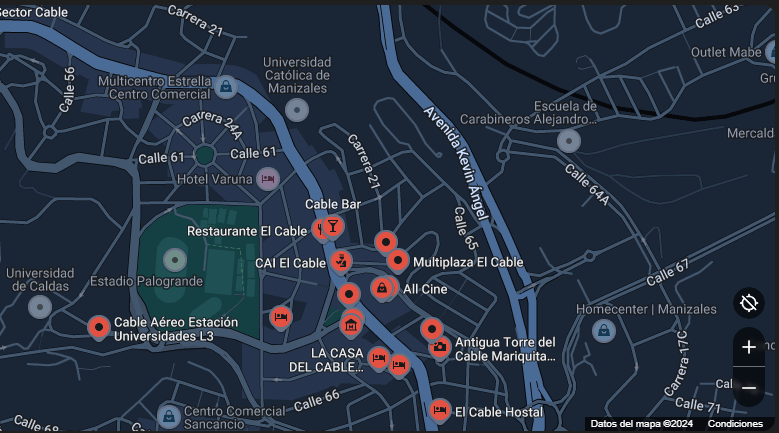 Sector Cable
Carrera 21
Calle 63
Outlet Mabe
Universidad
Católica de
Manizales
Multicentro Estrella
Centro Comercial
Calle 56
Escuela de
Carabineros Alejandro...
Avenida Kevin Ángel
Carrera 24A
Mercald
Calle 61
Calle 61
Carrera 21
Hotel Varuna
Calle 64A
Cable Bar
Calle 65
Restaurante El Cable
CAI El Cable
Multiplaza El Cable
Calle 67
Universidad
de Caldas
Estadio Palogrande
All Cine
Homecenter | Manizales
Cable Aéreo Estación
Universidades L3
Antigua Torre del
Cable Mariquita...
LA CASA
DEL CABLE...
Carrera 17C
Calle 66
Centro Comercial
Sancancio
El Cable Hostal
Calle 71
Calle 68
Datos del mapa ©2024
Condiciones